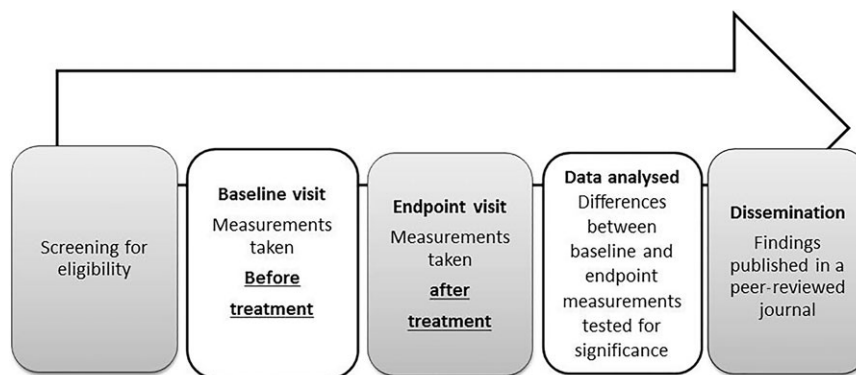 Screening for
eligibility
Baseline visit
Measurements
taken
Before
treatment
Endpoint visit
Measurements
taken
after
treatment
Data analysed
Differences
between
baseline and
endpoint
measurements
tested for
significance
Dissemination
Findings
published in a
peer-reviewed
journal